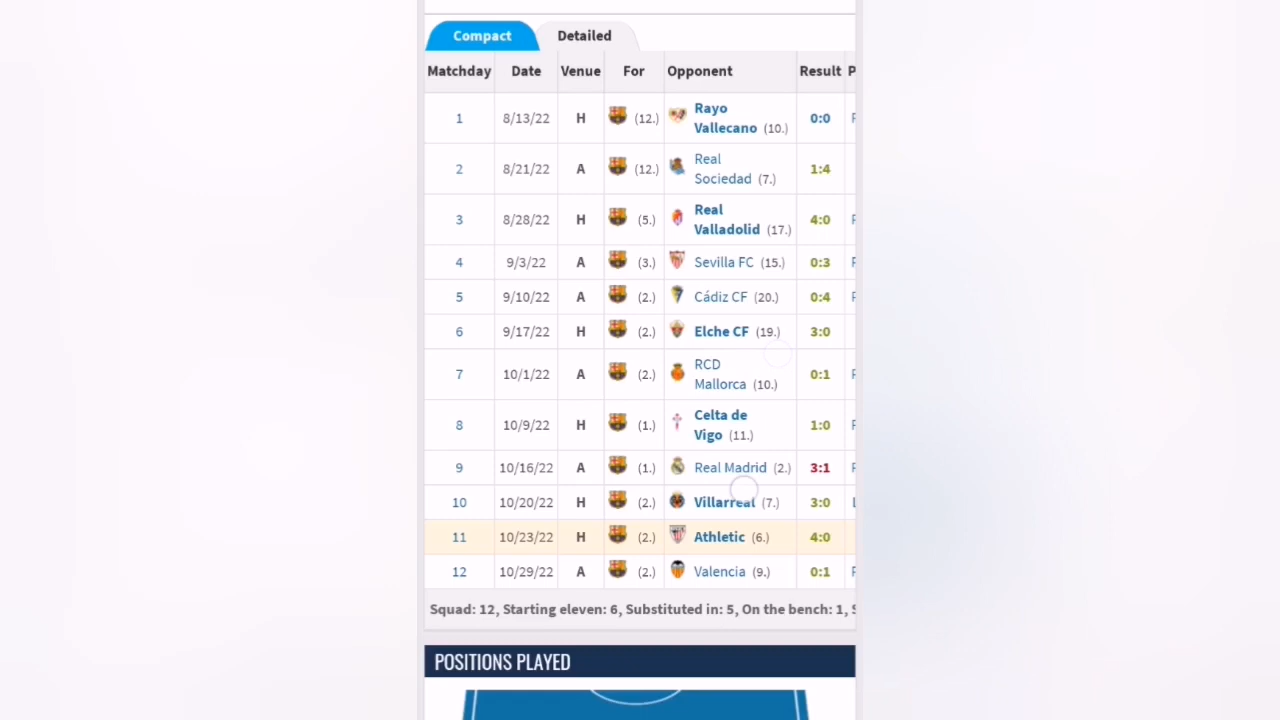 Compact Detailed
Matchday Date Venue For Opponent Result P
1 8/13/22 H (12.) Rayo Vallecano (10.) 0:0
2 8/21/22 A (12.) Real Sociedad (7.) 1:4
3 8/28/22 H (5.) Real Valladolid (17.) 4:0
4 9/3/22 A (3.) Sevilla FC (15.) 0:3
5 9/10/22 A (2.) Cádiz CF (20.) 0:4
6 9/17/22 H (2.) Elche CF (19.) 3:0
7 10/1/22 A (2.) RCD Mallorca (10.) 0:1
8 10/9/22 H (1.) Celta de Vigo (11.) 1:0
9 10/16/22 A (1.) Real Madrid (2.) 3:1
10 10/20/22 H (2.) Villarreal (7.) 3:0
11 10/23/22 H (2.) Athletic (6.) 4:0
12 10/29/22 A (2.) Valencia (9.) 0:1
Squad: 12, Starting eleven: 6, Substituted in: 5, On the bench: 1,
POSITIONS PLAYED